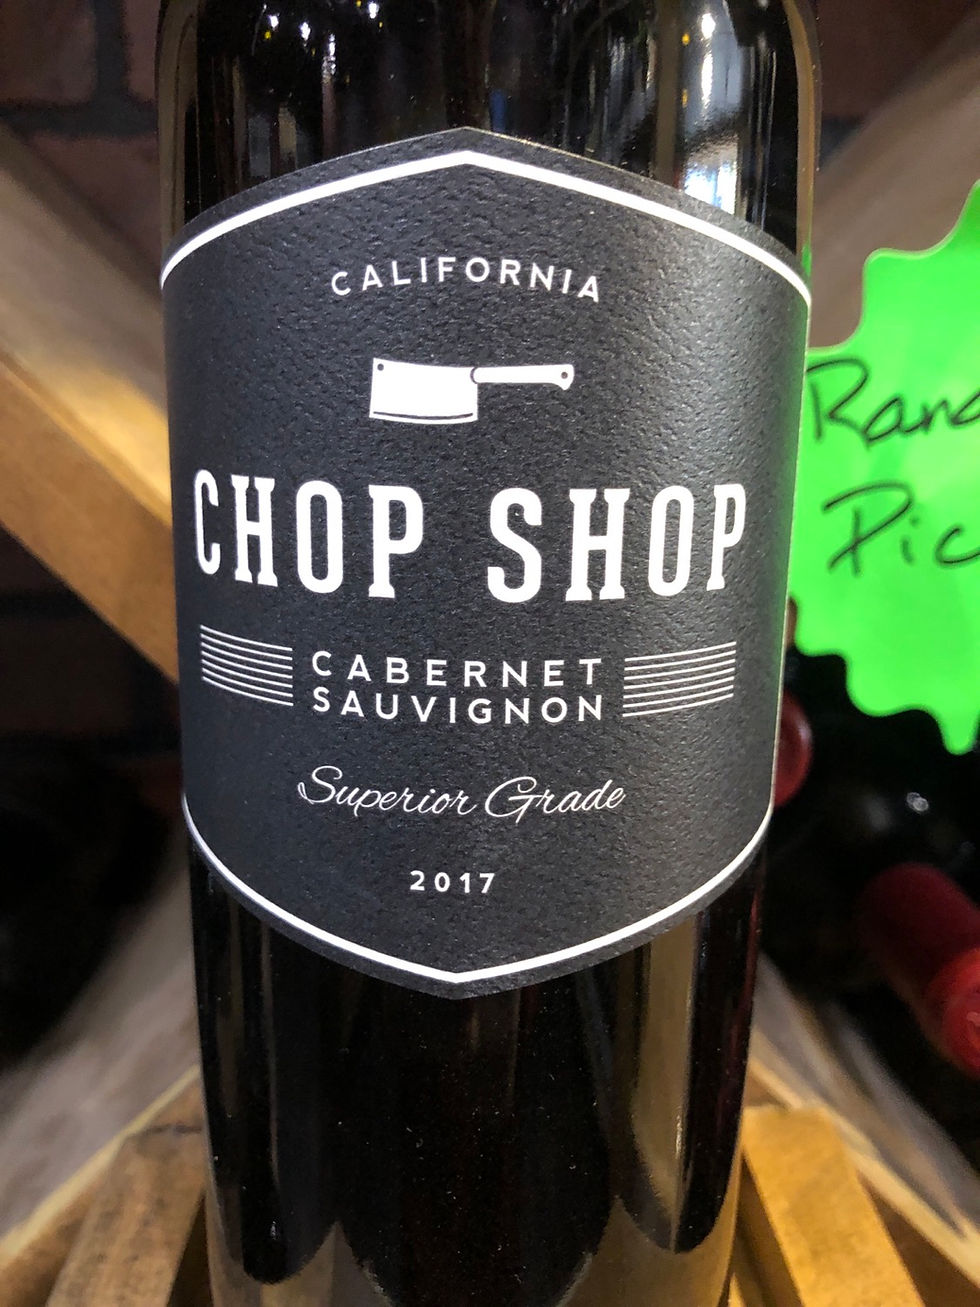 CALIFORNIA
CHOP SHOP
CABERNET
SAUVIGNON
Superior Grade
2017